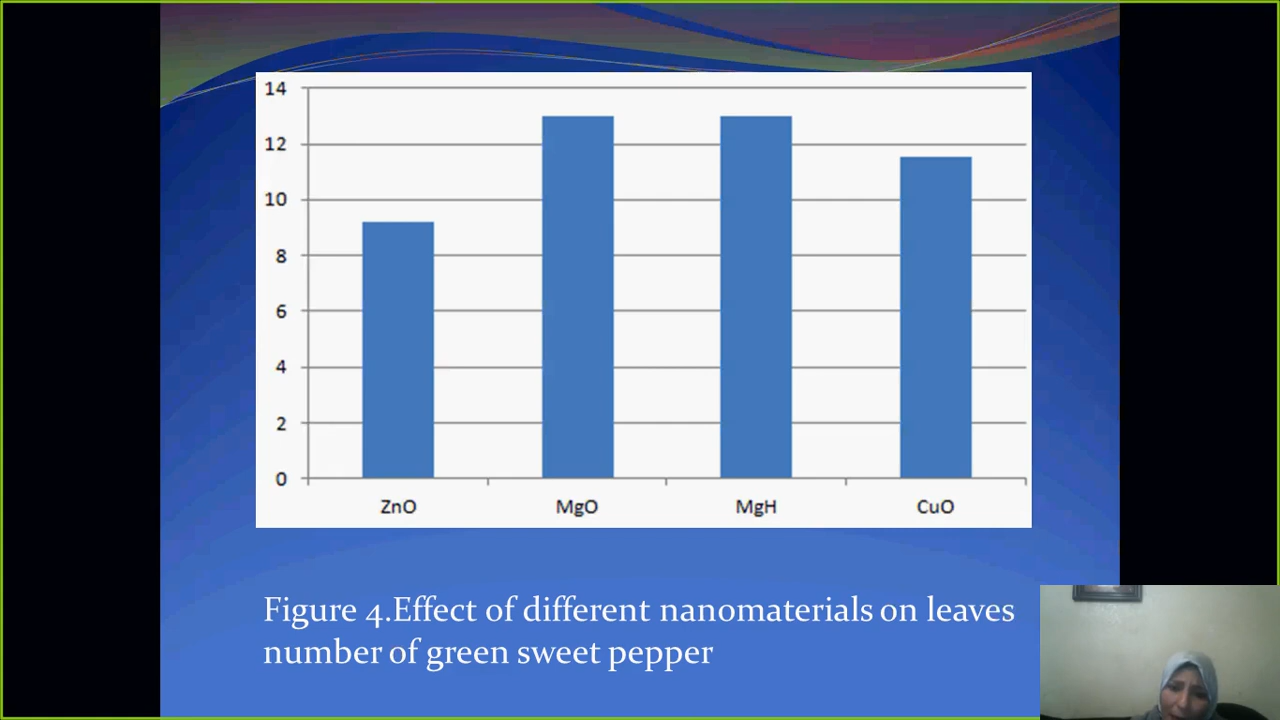 14
12
10
8
6
4
2
0
ZnO MgO MgH CuO
Figure 4.Effect of different nanomaterials on leaves
number of green sweet pepper